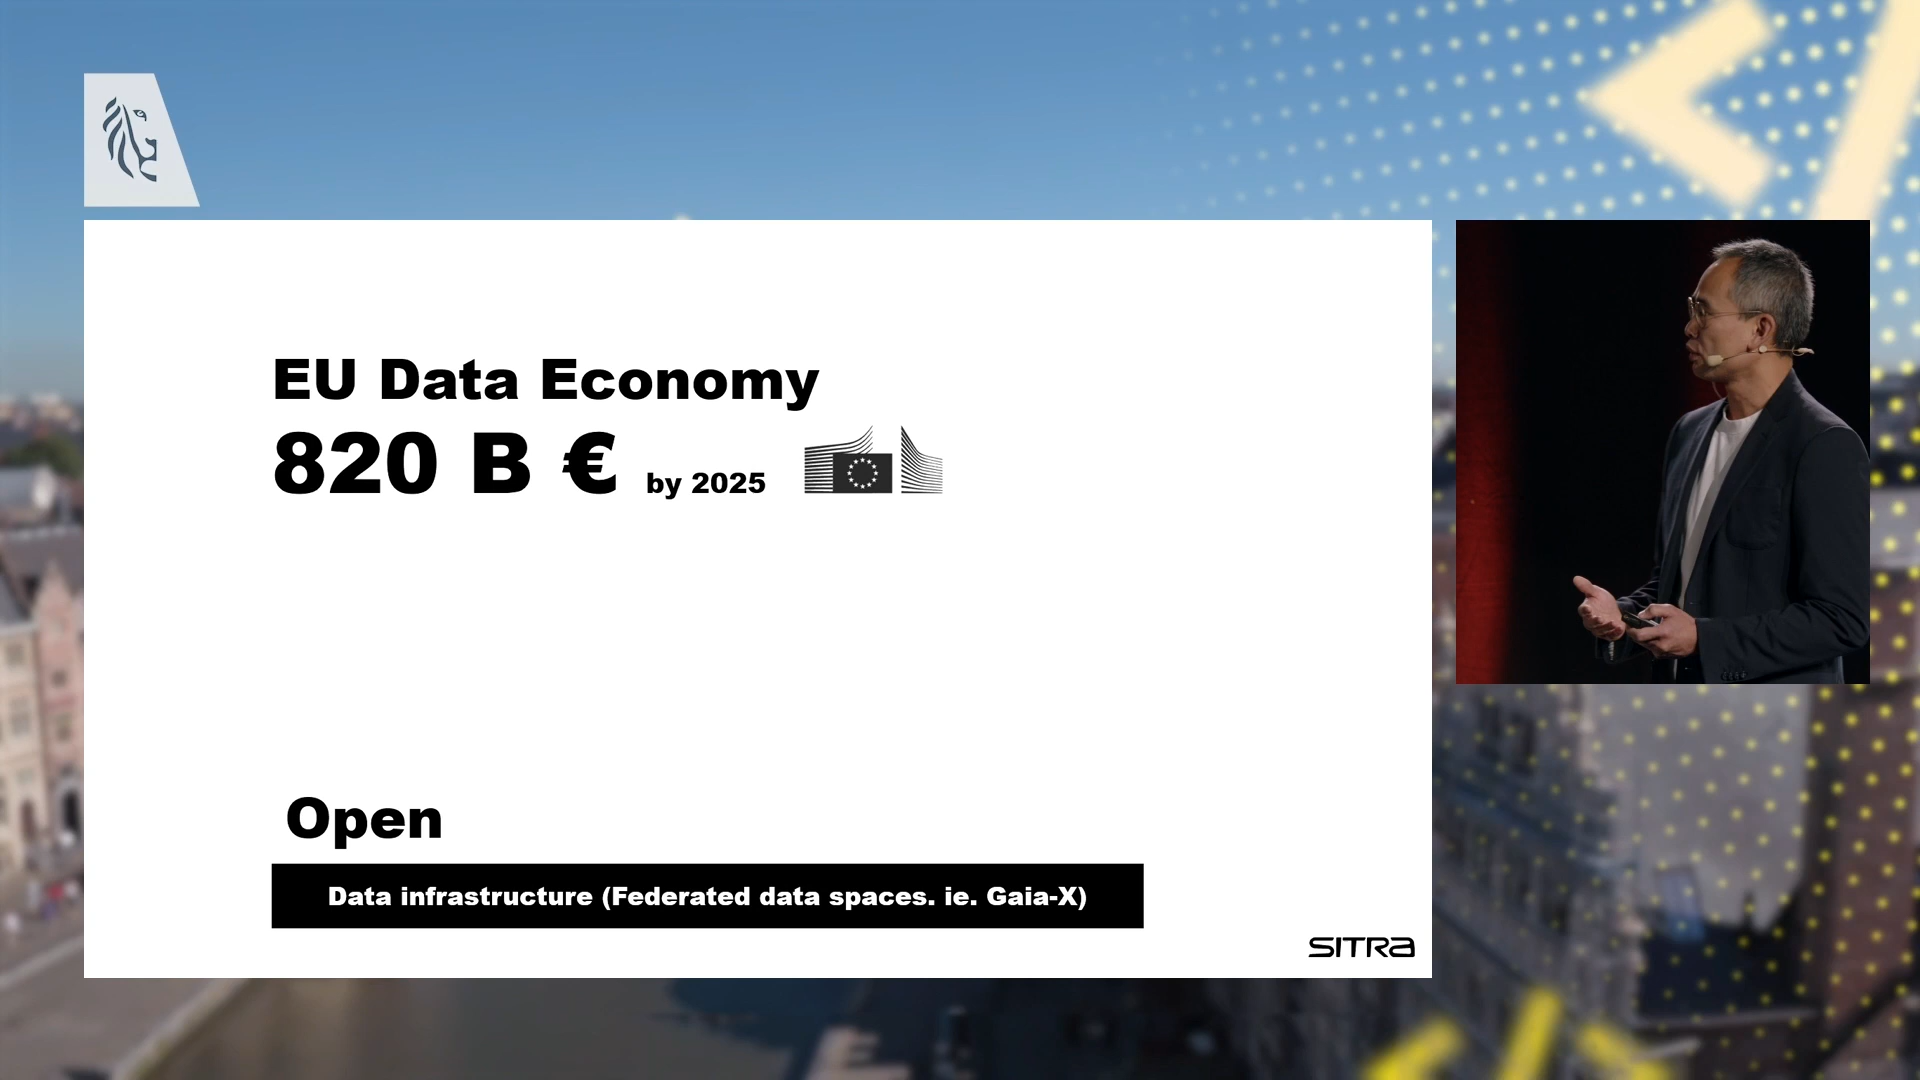 EU Data Economy
820 B € by 2025
Open
Data infrastructure (Federated data spaces. ie. Gaia-X)
SITRA